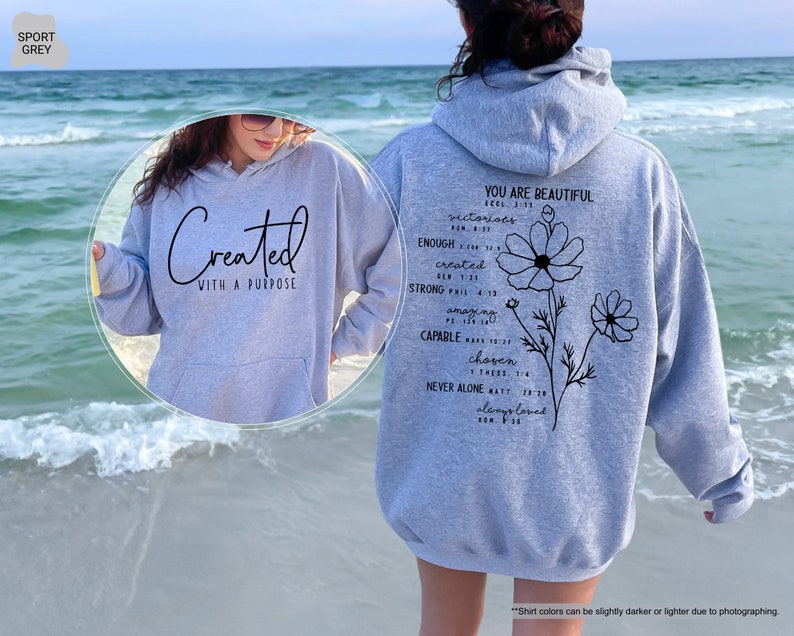 SPORT
GREY
Created
WITH A PURPOSE
YOU ARE BEAUTIFUL
ECCL. 3:11
victorious
ROM. 8:37
ENOUGH 2 COR. 12:9
created
GEN. 1:31
STRONG PHIL. 4:13
amazing
PS. 139:14
CAPABLE MARK 10:27
chosen
1 THESS. 1:4
NEVER ALONE MATT. 28:20
always loved
ROM. 8:38
**Shirt colors can be slightly darker or lighter due to photographing.